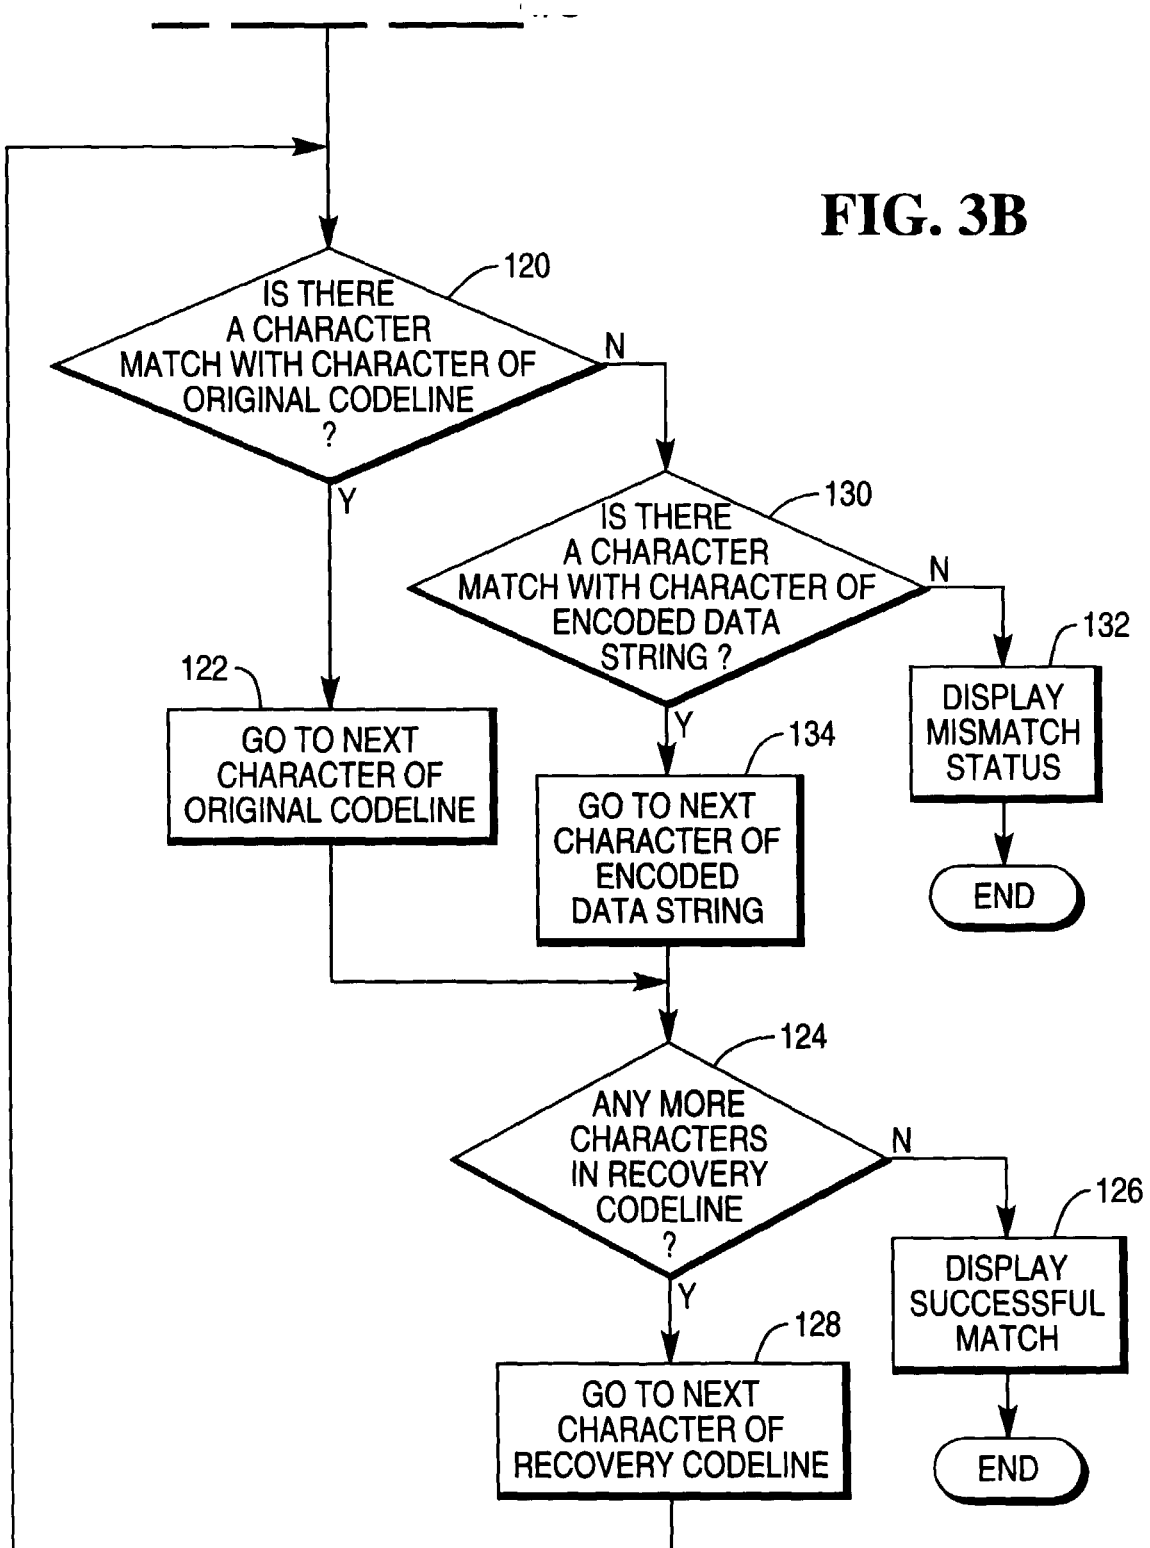 FIG. 3B
120
IS THERE
A CHARACTER
MATCH WITH CHARACTER OF
ORIGINAL CODELINE
?
N
Y
130
IS THERE
A CHARACTER
MATCH WITH CHARACTER OF
ENCODED DATA
STRING ?
N
Y
132
DISPLAY
MISMATCH
STATUS
END
122
GO TO NEXT
CHARACTER OF
ORIGINAL CODELINE
134
GO TO NEXT
CHARACTER OF
ENCODED
DATA STRING
124
ANY MORE
CHARACTERS
IN RECOVERY
CODELINE
?
N
Y
126
DISPLAY
SUCCESSFUL
MATCH
END
128
GO TO NEXT
CHARACTER OF
RECOVERY CODELINE